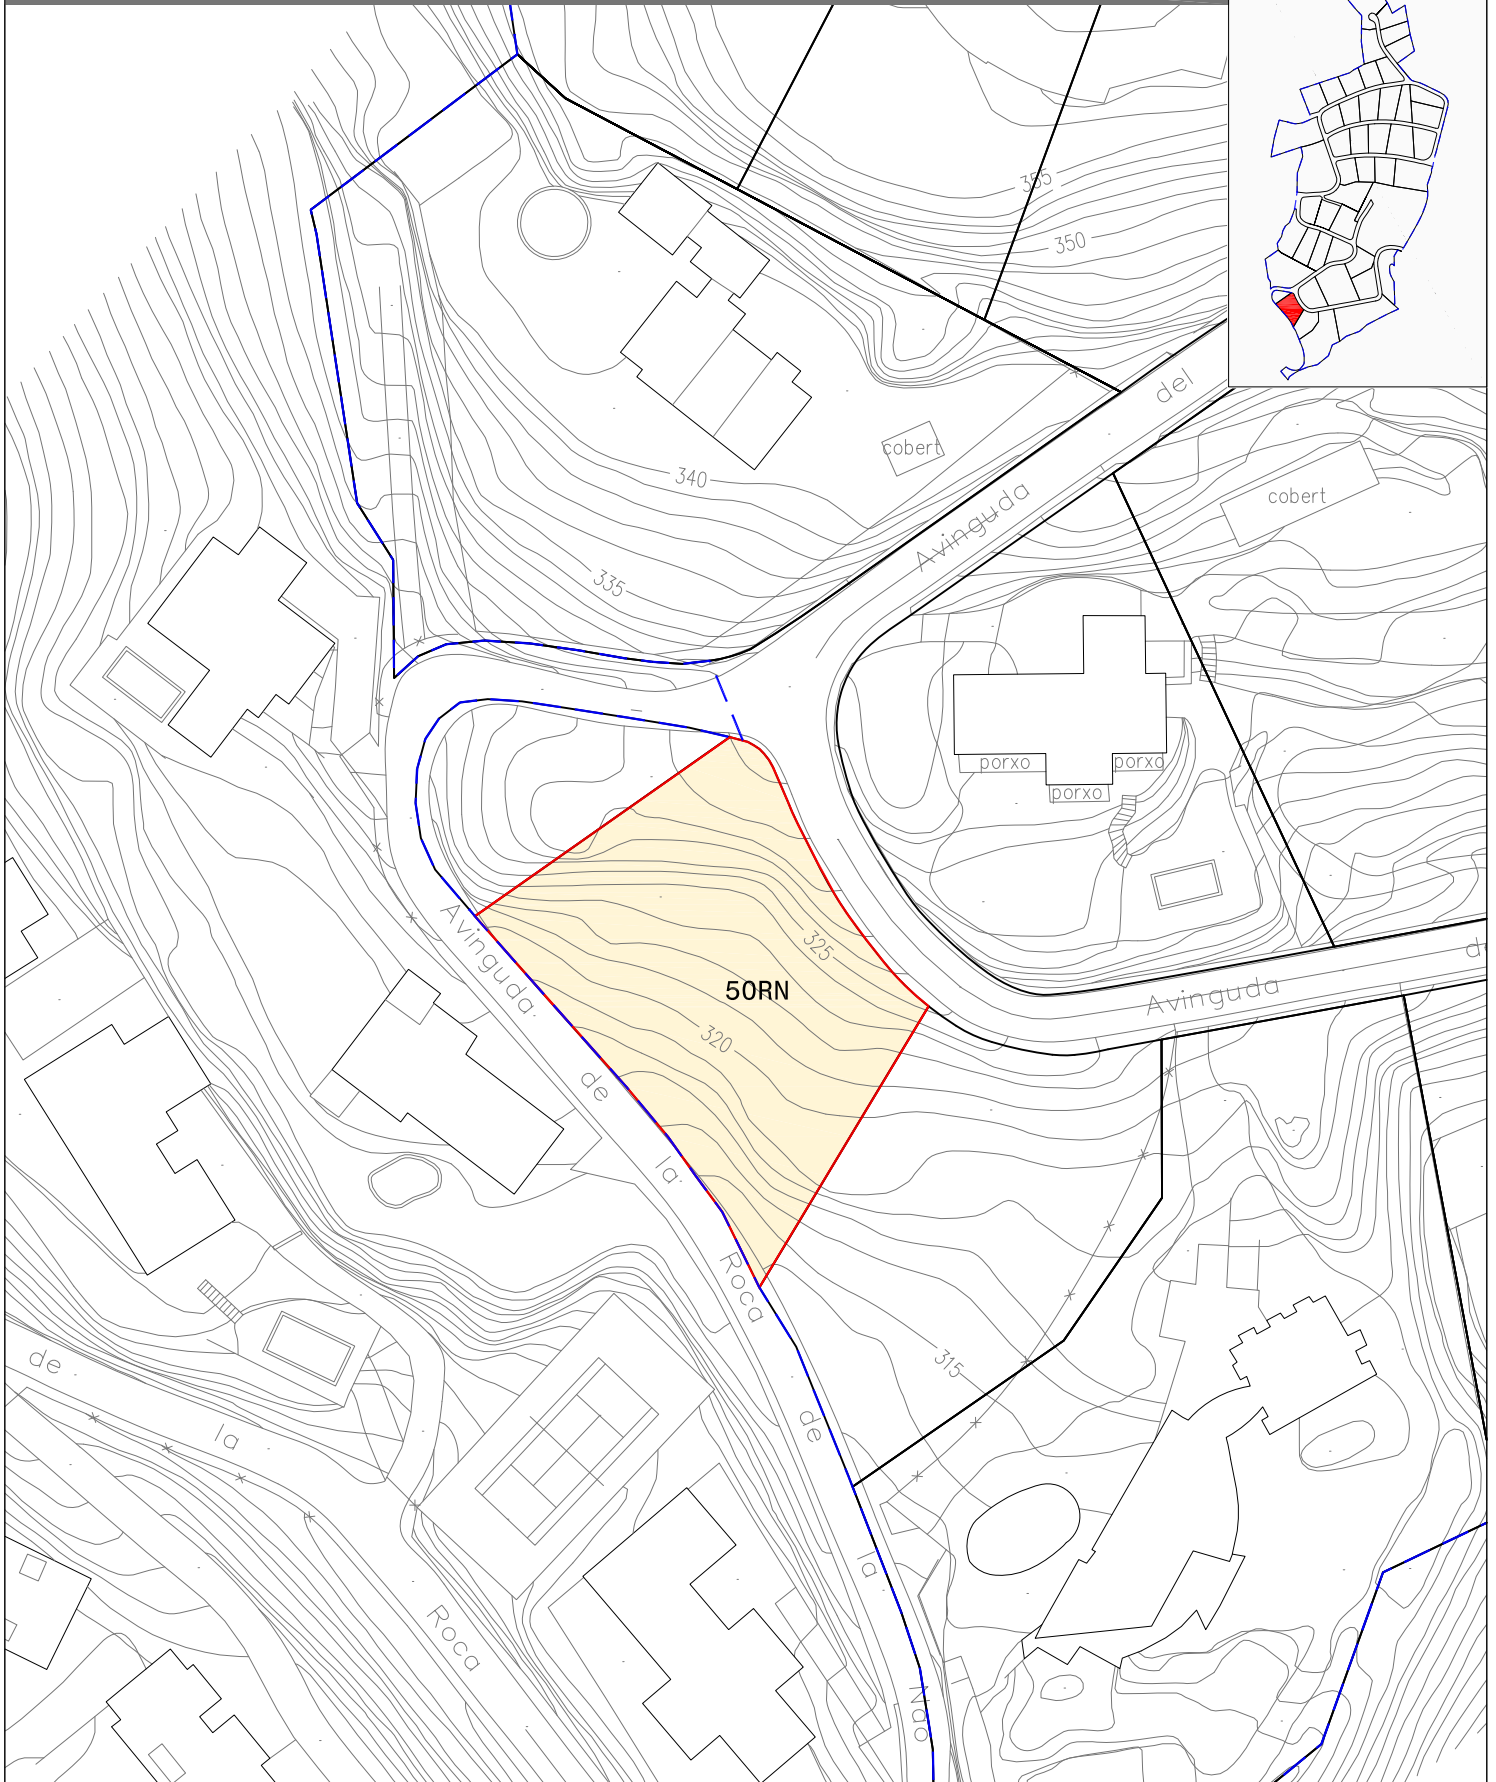 355
350
del
cobert
340
Avinguda
cobert
335
porxo
porxo
porxo
325
Avinguda
50RN
Avinguda
320
de
la
Roca
315
de
la
de
la
Roca
Nao